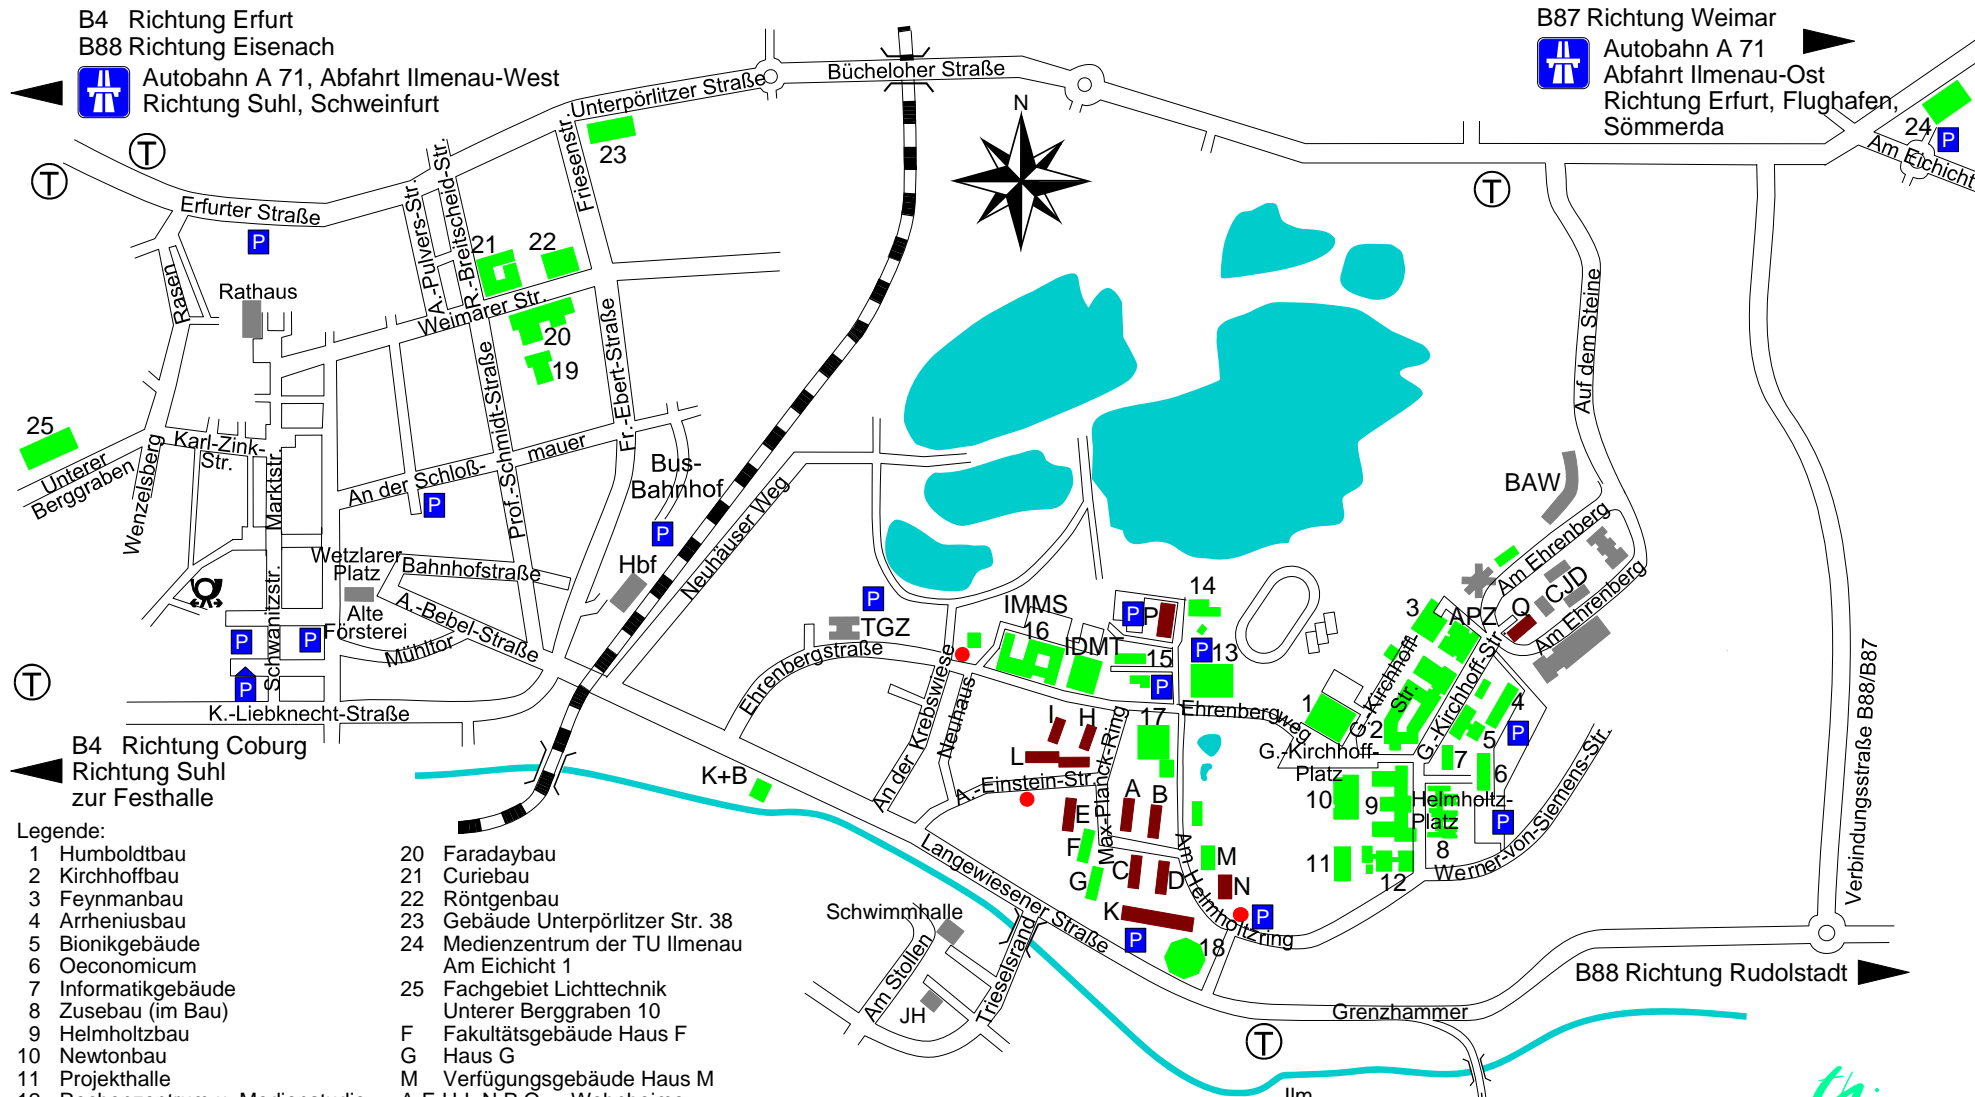 B4 Richtung Erfurt
B88 Richtung Eisenach
Autobahn A 71, Abfahrt Ilmenau-West
Richtung Suhl, Schweinfurt
B87 Richtung Weimar
Autobahn A 71
Abfahrt Ilmenau-Ost
Richtung Erfurt, Flughafen,
Sömmerda
24
P
Am Eichicht
Unterpörlitzer Straße
Bücheloher Straße
N
T
T
T
Erfurter Straße
P
A.-Pulvers-Str.
R.-Breitscheid-Str.
Friesenstr.
23
21
22
Weimarer Str.
20
19
Rasen
Rathaus
Fr.-Ebert-Straße
Prof.-Schmidt-Straße
Auf dem Steine
25
Unterer
Berggraben
Wenzelsberg
Karl-Zink-
Str.
Marktstr.
An der Schloß-
mauer
P
Bus-
Bahnhof
P
Neuhäuser Weg
Wetzlarer
Platz
Bahnhofstraße
Hbf
Alte
Försterei
A.-Bebel-Straße
Mühltor
Schwanitzstr.
P
P
P
T
K.-Liebknecht-Straße
B4 Richtung Coburg
Richtung Suhl
zur Festhalle
P
TGZ
Ehrenbergstraße
An der Krebswiese
Neuhaus
IMMS
16
IDMT
P
P
14
P
13
15
P
17
Ehrenbergweg
1
G.-Kirchhoff-
Str.
G.-Kirchhoff-Str.
2
3
APZ
BAW
Am Ehrenberg
CJD
Q
Am Ehrenberg
4
P
5
6
7
G.-Kirchhoff-
Platz
10
9
Helmholtz-
Platz
P
8
11
12
Werner-von-Siemens-Str.
Verbindungsstraße B88/B87
I
H
L
A.-Einstein-Str.
Max-Planck-Ring
A
B
E
F
G
C
D
K
M
N
P
P
18
Am Helmholtzring
K+B
Langewiesener Straße
Schwimmhalle
Am Stollen
JH
Trieselsrand
B88 Richtung Rudolstadt
Grenzhammer
T
Ilm
Legende:
1 Humboldtbau
2 Kirchhoffbau
3 Feynmanbau
4 Arrheniusbau
5 Bionikgebäude
6 Oeconomicum
7 Informatikgebäude
8 Zusebau (im Bau)
9 Helmholtzbau
10 Newtonbau
11 Projekthalle
20 Faradaybau
21 Curiebau
22 Röntgenbau
23 Gebäude Unterpörlitzer Str. 38
24 Medienzentrum der TU Ilmenau
Am Eichicht 1
25 Fachgebiet Lichttechnik
Unterer Berggraben 10
F Fakultätsgebäude Haus F
G Haus G
M Verfügungsgebäude Haus M